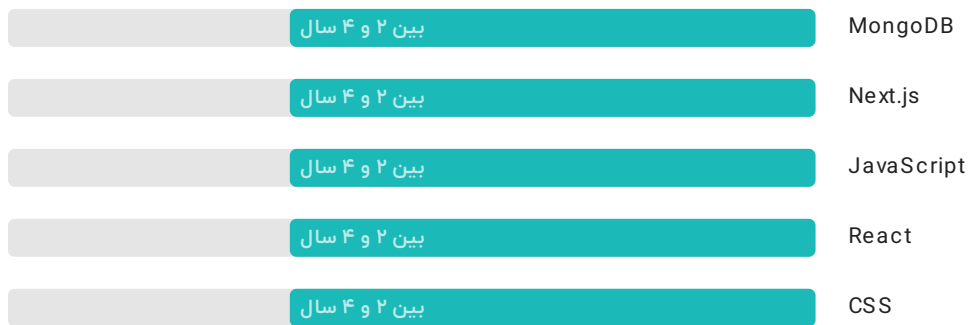 MongoDB بین ۲ و ۴ سال
Next.js بین ۲ و ۴ سال
JavaScript بین ۲ و ۴ سال
React بین ۲ و ۴ سال
CSS بین ۲ و ۴ سال